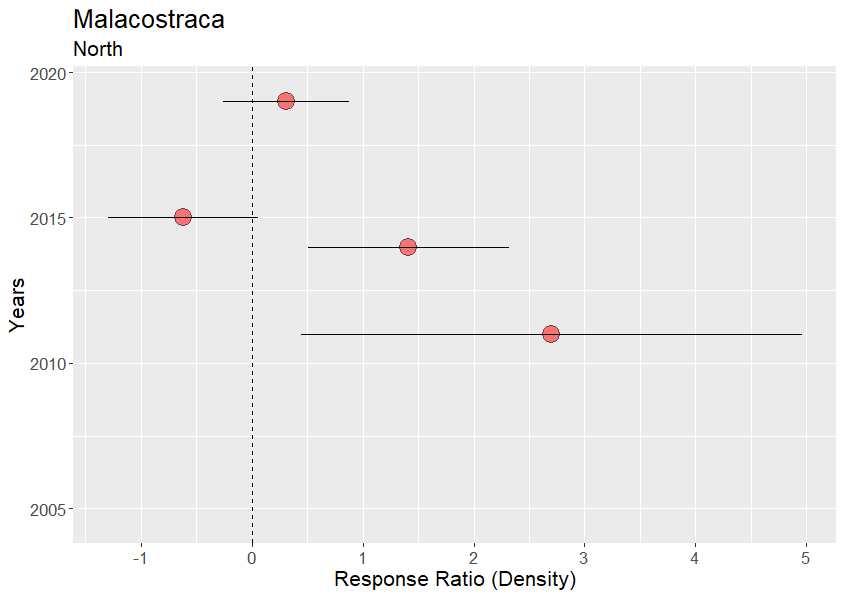 Malacostraca
North
2020
2015
2010
2005
Years
-1 0 1 2 3 4 5
Response Ratio (Density)